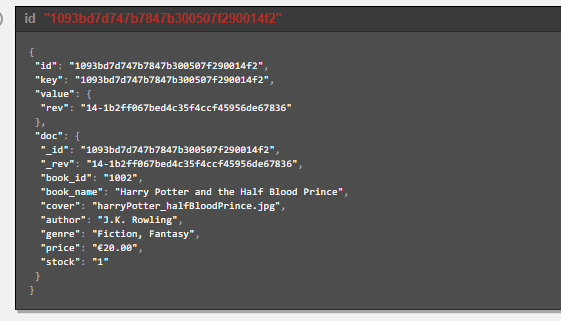 id "1093bd7d747b7847b300507f290014f2"
{
"id": "1093bd7d747b7847b300507f290014f2",
"key": "1093bd7d747b7847b300507f290014f2",
"value": {
"rev": "14-1b2ff067bed4c35f4ccf45956de67836"
},
"doc": {
"_id": "1093bd7d747b7847b300507f290014f2",
"_rev": "14-1b2ff067bed4c35f4ccf45956de67836",
"book_id": "1002",
"book_name": "Harry Potter and the Half Blood Prince",
"cover": "harryPotter_halfBloodPrince.jpg",
"author": "J.K. Rowling",
"genre": "Fiction, Fantasy",
"price": "€20.00",
"stock": "1"
}
}